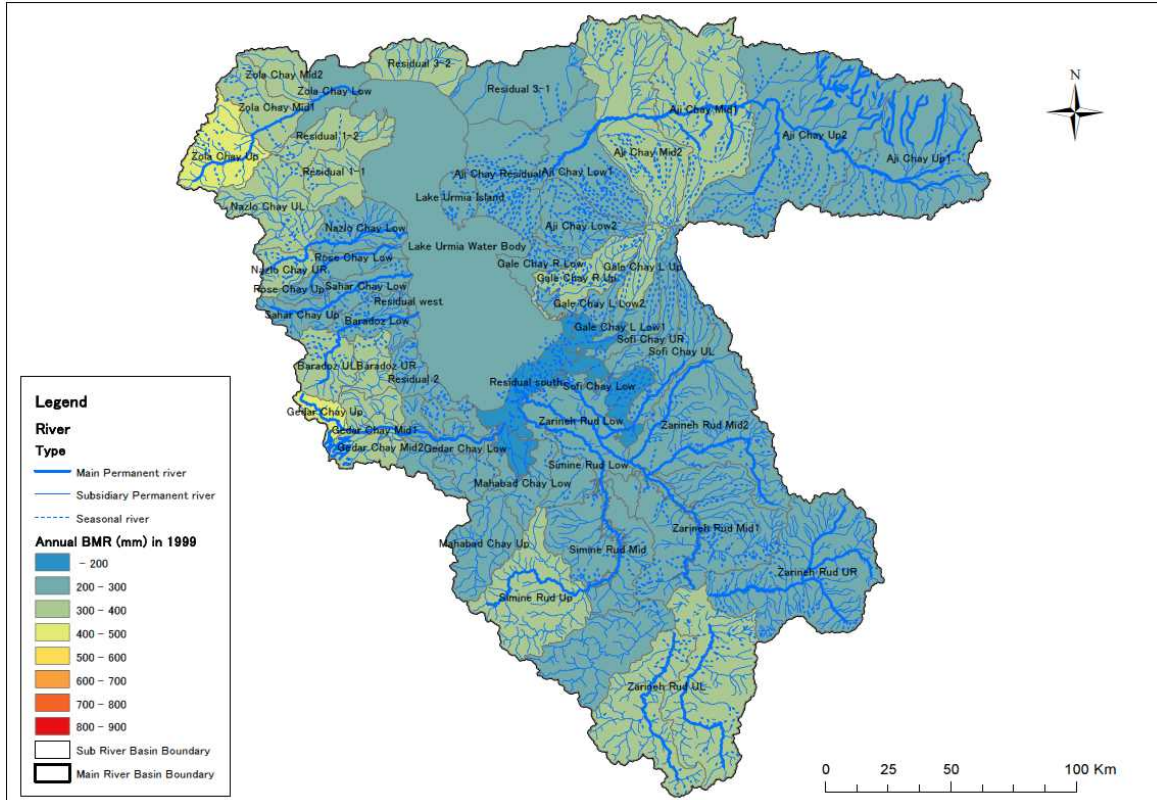 Zola Chay Mid2
Residual 3-2
Zola Chay Low
Residual 3-1
Zola Chay Mid1
Aji Chay Mid1
Residual 1-2
Aji Chay Up2
Zola Chay Up
Aji Chay Mid2
Aji Chay Up1
Residual 1-1
Aji Chay Residual
Aji Chay Low1
Lake Urmia Island
Nazlo Chay UL
Nazlo Chay Low
Aji Chay Low2
Lake Urmia Water Body
Rose Chay Low
Gale Chay R Low
Nazlo Chay UR
Gale Chay L Up
Gale Chay R Up
Rose Chay Up
Sahar Chay Low
Residual west
Gale Chay L Low2
Sahar Chay Up
Baradoz Low
Gale Chay L Low1
Sofi Chay UR
Sofi Chay UL
Baradoz UL
Baradoz UR
Residual 2
Residual south
Sofi Chay Low
Gedar Chay Up
Zarineh Rud Low
Zarineh Rud Mid2
Gedar Chay Mid1
Gedar Chay Mid2
Gedar Chay Low
Simine Rud Low
Mahabad Chay Low
Zarineh Rud Mid1
Mahabad Chay Up
Simine Rud Mid
Zarineh Rud UR
Simine Rud Up
Zarineh Rud UL
N
Legend
River
Type
Main Permanent river
Subsidiary Permanent river
Seasonal river
Annual BMR (mm) in 1999
- 200
200 - 300
300 - 400
400 - 500
500 - 600
600 - 700
700 - 800
800 - 900
Sub River Basin Boundary
Main River Basin Boundary
0 25 50 100 Km